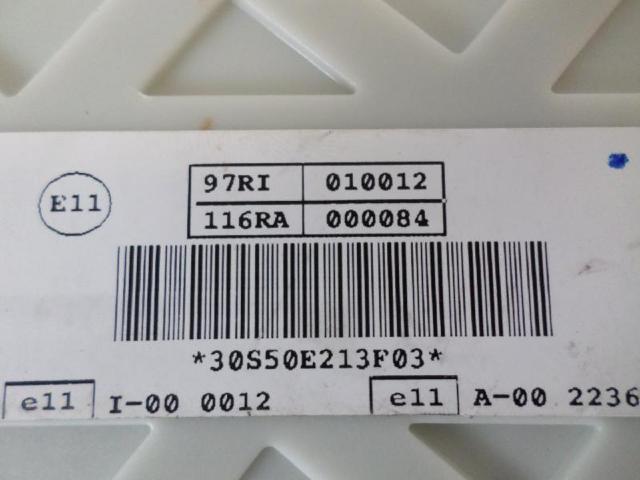 E11
97RI 010012
116RA 000084
*30S50E213F03*
e11 I-00 0012 e11 A-00 2236